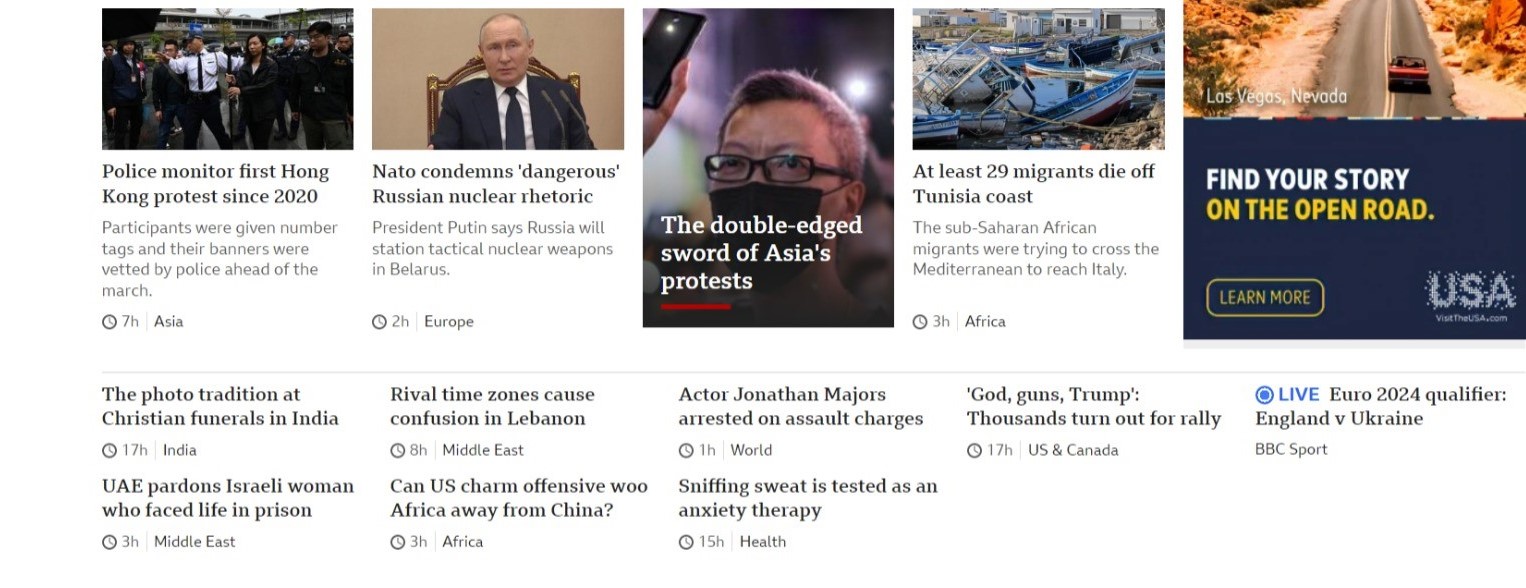 Police monitor first Hong
Kong protest since 2020
Participants were given number
tags and their banners were
vetted by police ahead of the
march.
7h Asia
Nato condemns 'dangerous'
Russian nuclear rhetoric
President Putin says Russia will
station tactical nuclear weapons
in Belarus.
2h Europe
The double-edged
sword of Asia's
protests
At least 29 migrants die off
Tunisia coast
The sub-Saharan African
migrants were trying to cross the
Mediterranean to reach Italy.
3h Africa
Las Vegas, Nevada
FIND YOUR STORY
ON THE OPEN ROAD.
LEARN MORE
USA
VisitTheUSA.com
The photo tradition at
Christian funerals in India
17h India
Rival time zones cause
confusion in Lebanon
8h Middle East
Actor Jonathan Majors
arrested on assault charges
1h World
'God, guns, Trump':
Thousands turn out for rally
17h US & Canada
LIVE Euro 2024 qualifier:
England v Ukraine
BBC Sport
UAE pardons Israeli woman
who faced life in prison
3h Middle East
Can US charm offensive woo
Africa away from China?
3h Africa
Sniffing sweat is tested as an
anxiety therapy
15h Health